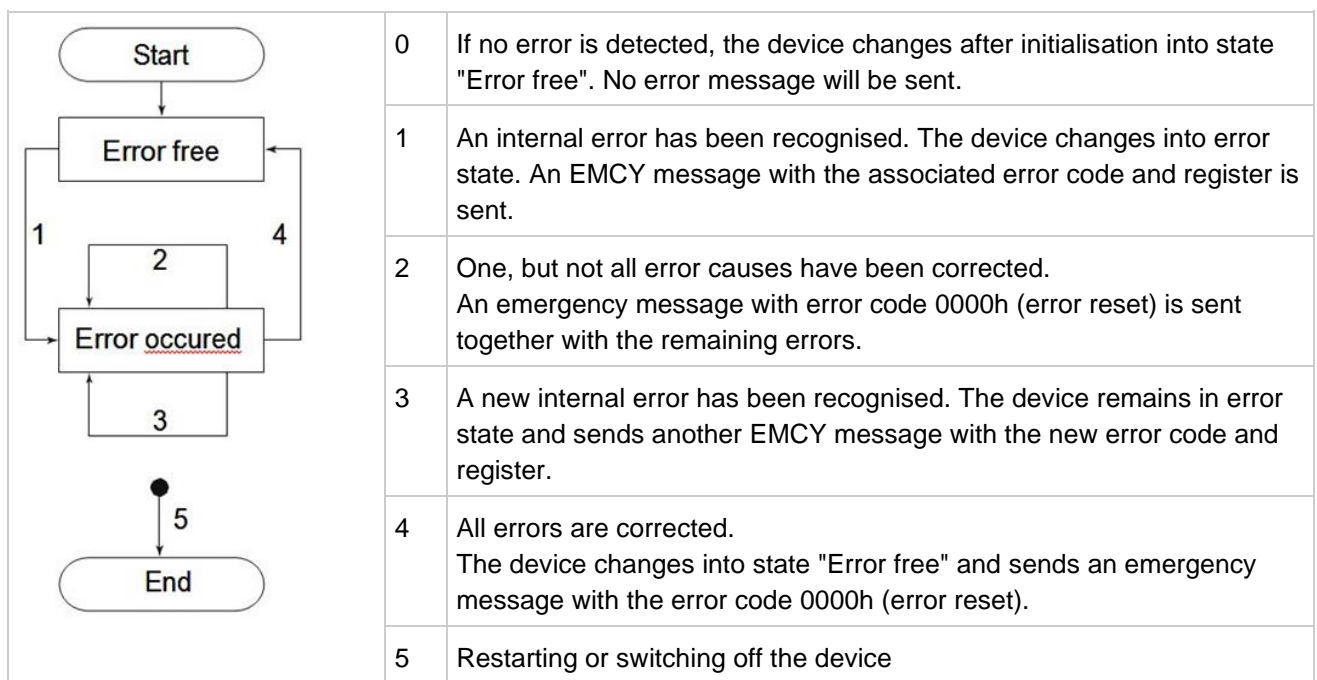 Start
Error free
1
4
2
Error occured
3
5
End
0 If no error is detected, the device changes after initialisation into state
"Error free". No error message will be sent.
1 An internal error has been recognised. The device changes into error
state. An EMCY message with the associated error code and register is
sent.
2 One, but not all error causes have been corrected.
An emergency message with error code 0000h (error reset) is sent
together with the remaining errors.
3 A new internal error has been recognised. The device remains in error
state and sends another EMCY message with the new error code and
register.
4 All errors are corrected.
The device changes into state "Error free" and sends an emergency
message with the error code 0000h (error reset).
5 Restarting or switching off the device